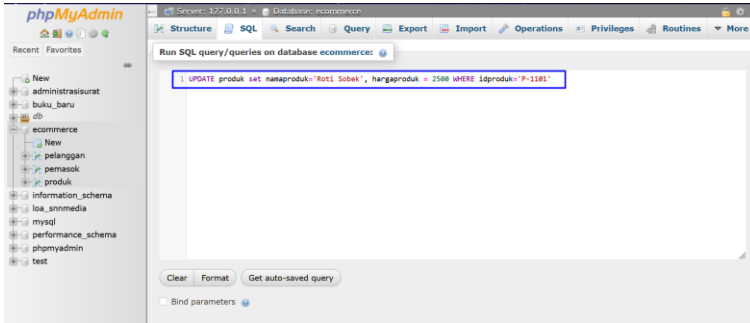 phpMyAdmin
Recent Favorites
New
administrasisurat
buku_baru
db
ecommerce
New
pelanggan
pemasok
produk
information_schema
loa_snnmedia
mysql
performance_schema
phpmyadmin
test
Server: 127.0.0.1 » Database: ecommerce
Structure SQL Search Query Export Import Operations Privileges Routines More
Run SQL query/queries on database ecommerce:
1 UPDATE produk set namaproduk='Roti Sobek', hargaproduk = 2500 WHERE idproduk='P-1101'
Clear Format Get auto-saved query
Bind parameters